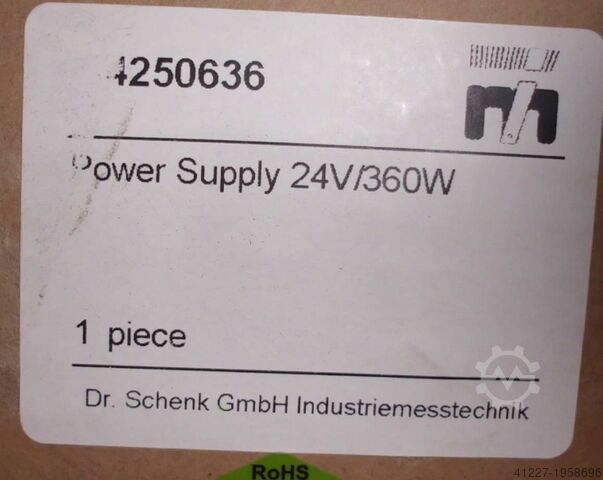 4250636
Power Supply 24V/360W
1 piece
Dr. Schenk GmbH Industriemesstechnik
RoHS
41227-1958696